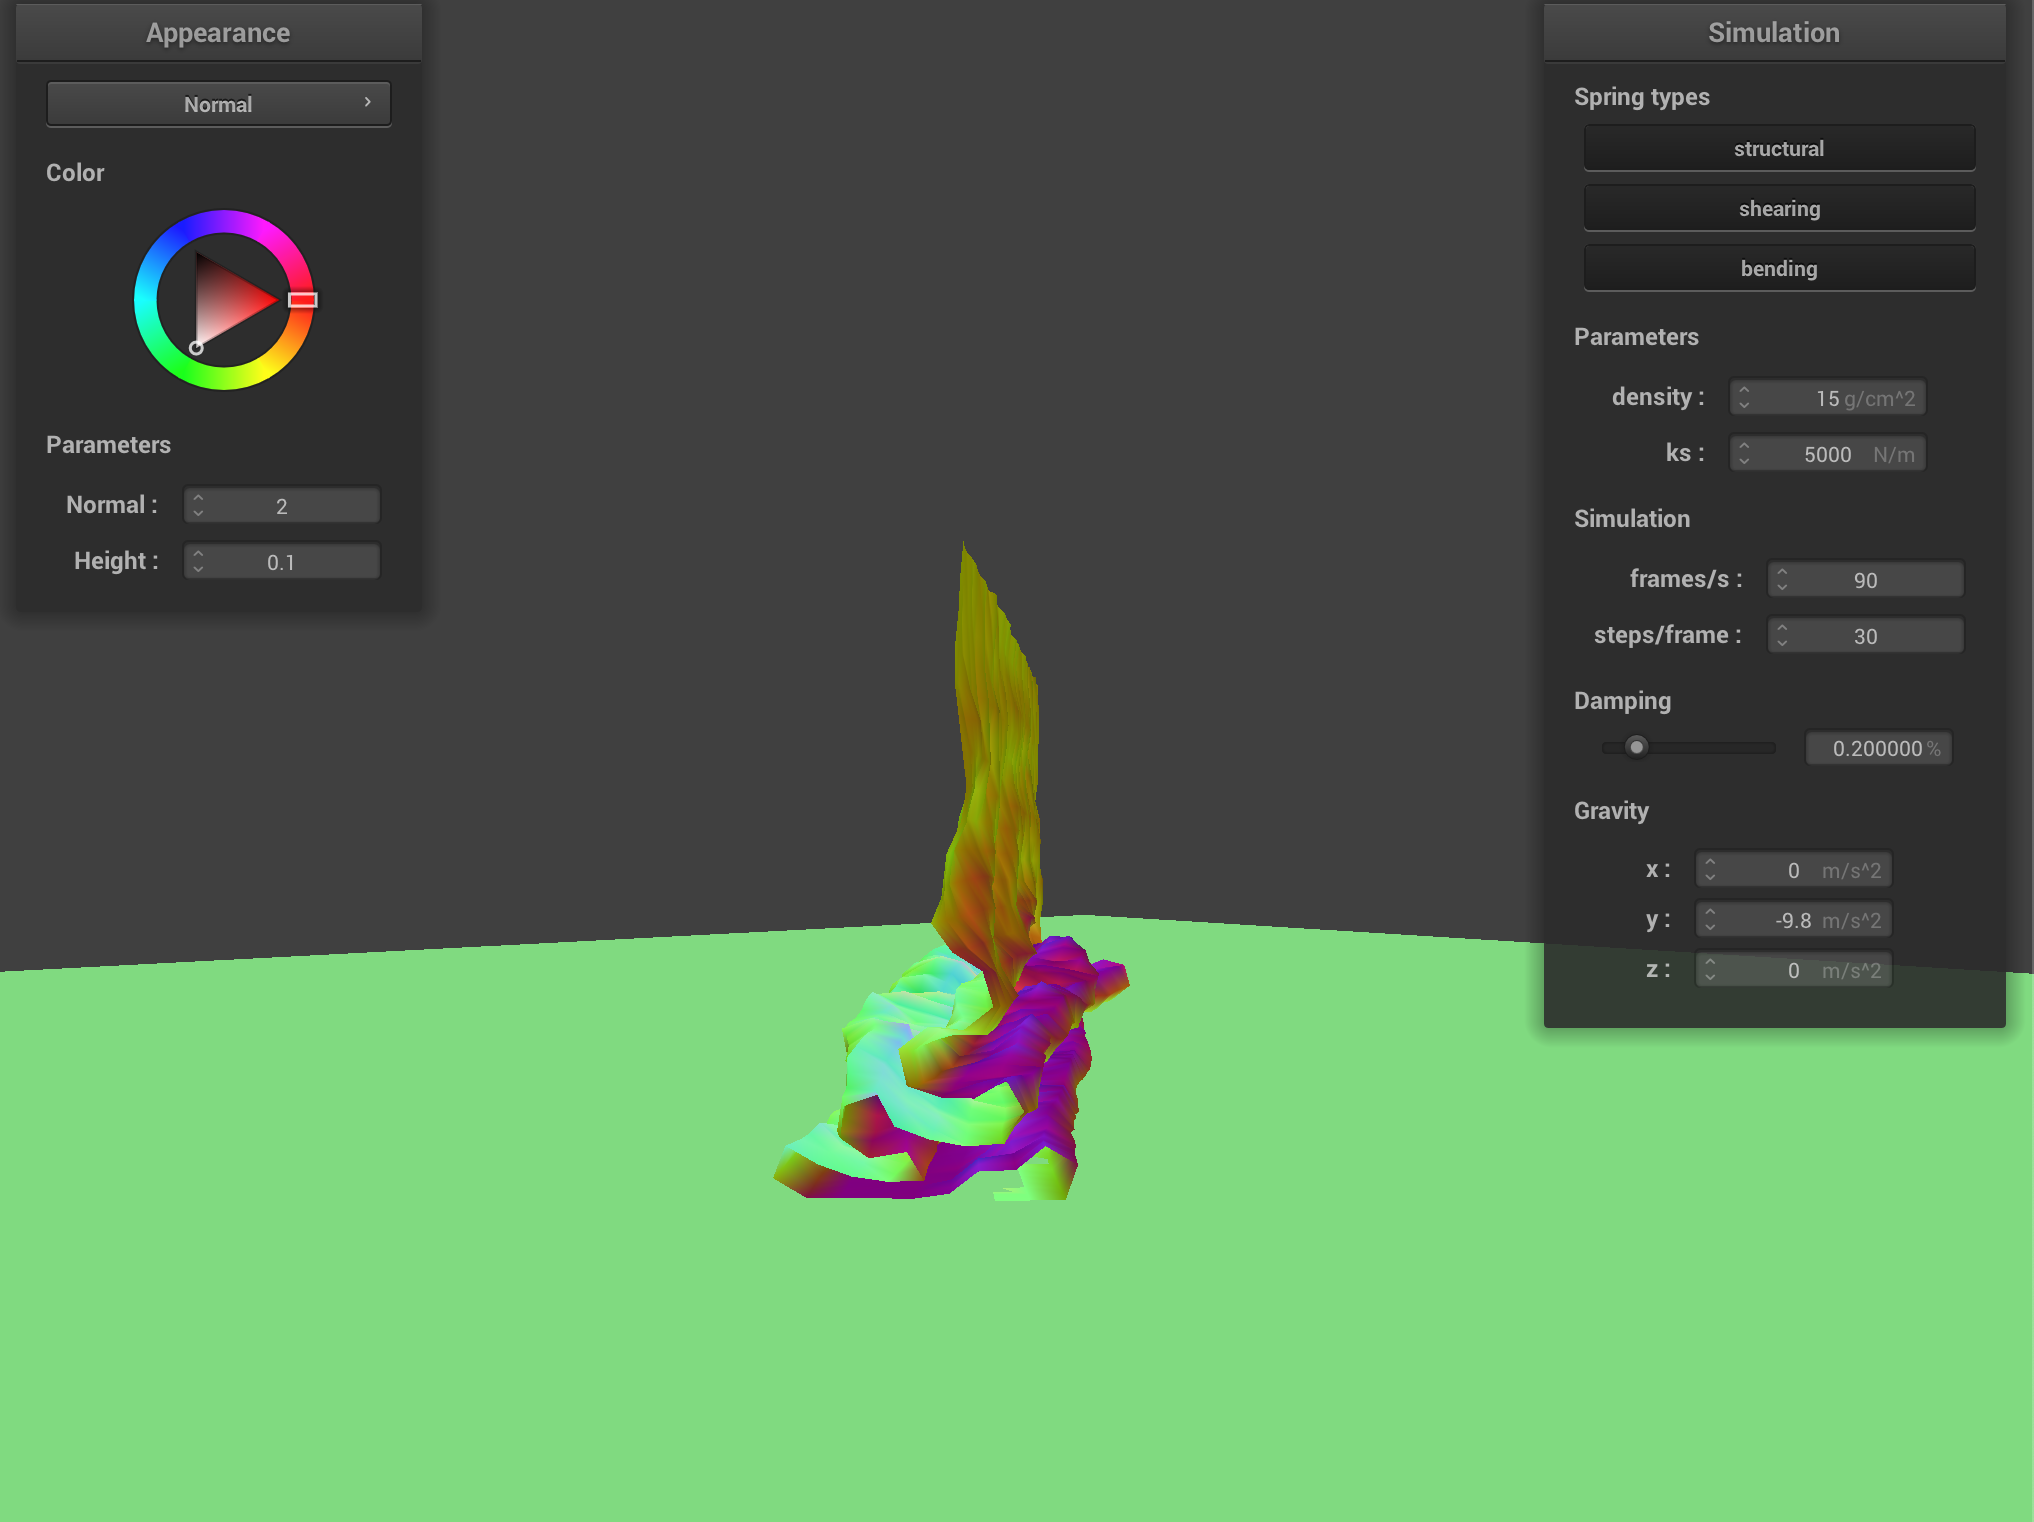 Appearance
Normal
Color
Parameters
Normal : 2
Height : 0.1
Simulation
Spring types
structural
shearing
bending
Parameters
density : 15 g/cm^2
ks : 5000 N/m
Simulation
frames/s : 90
steps/frame : 30
Damping
0.200000 %
Gravity
x : 0 m/s^2
y : -9.8 m/s^2
z : 0 m/s^2